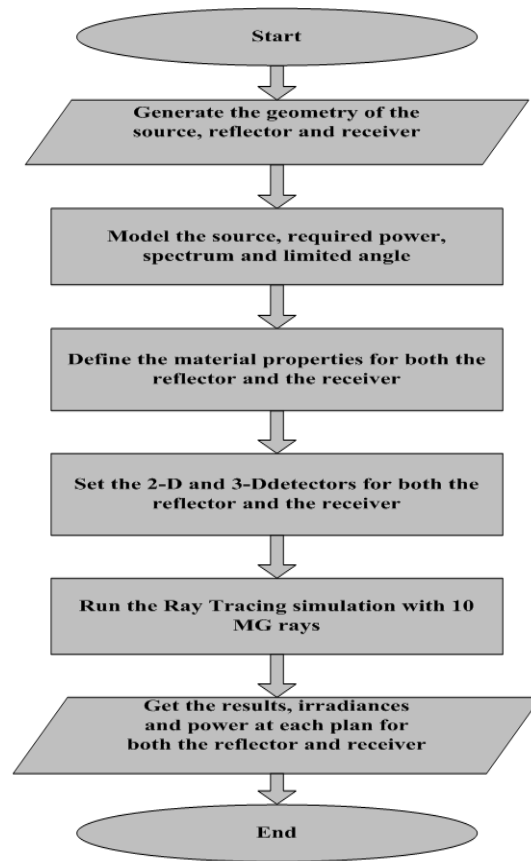 Start
Generate the geometry of the
source, reflector and receiver
Model the source, required power,
spectrum and limited angle
Define the material properties for both the
reflector and the receiver
Set the 2-D and 3-Ddetectors for both the
reflector and the receiver
Run the Ray Tracing simulation with 10
MG rays
Get the results, irradiances
and power at each plan for
both the reflector and receiver
End